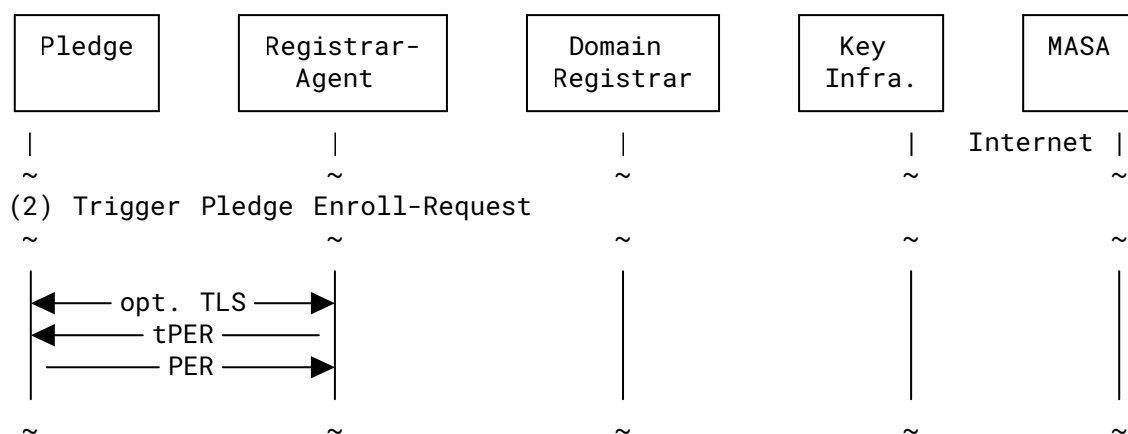 Pledge Registrar- Domain Key MASA
Agent Registrar Infra.
| | | | Internet |
~ ~ ~ ~ ~
(2) Trigger Pledge Enroll-Request
~ ~ ~ ~ ~
opt. TLS
tPER
PER
~ ~ ~ ~ ~